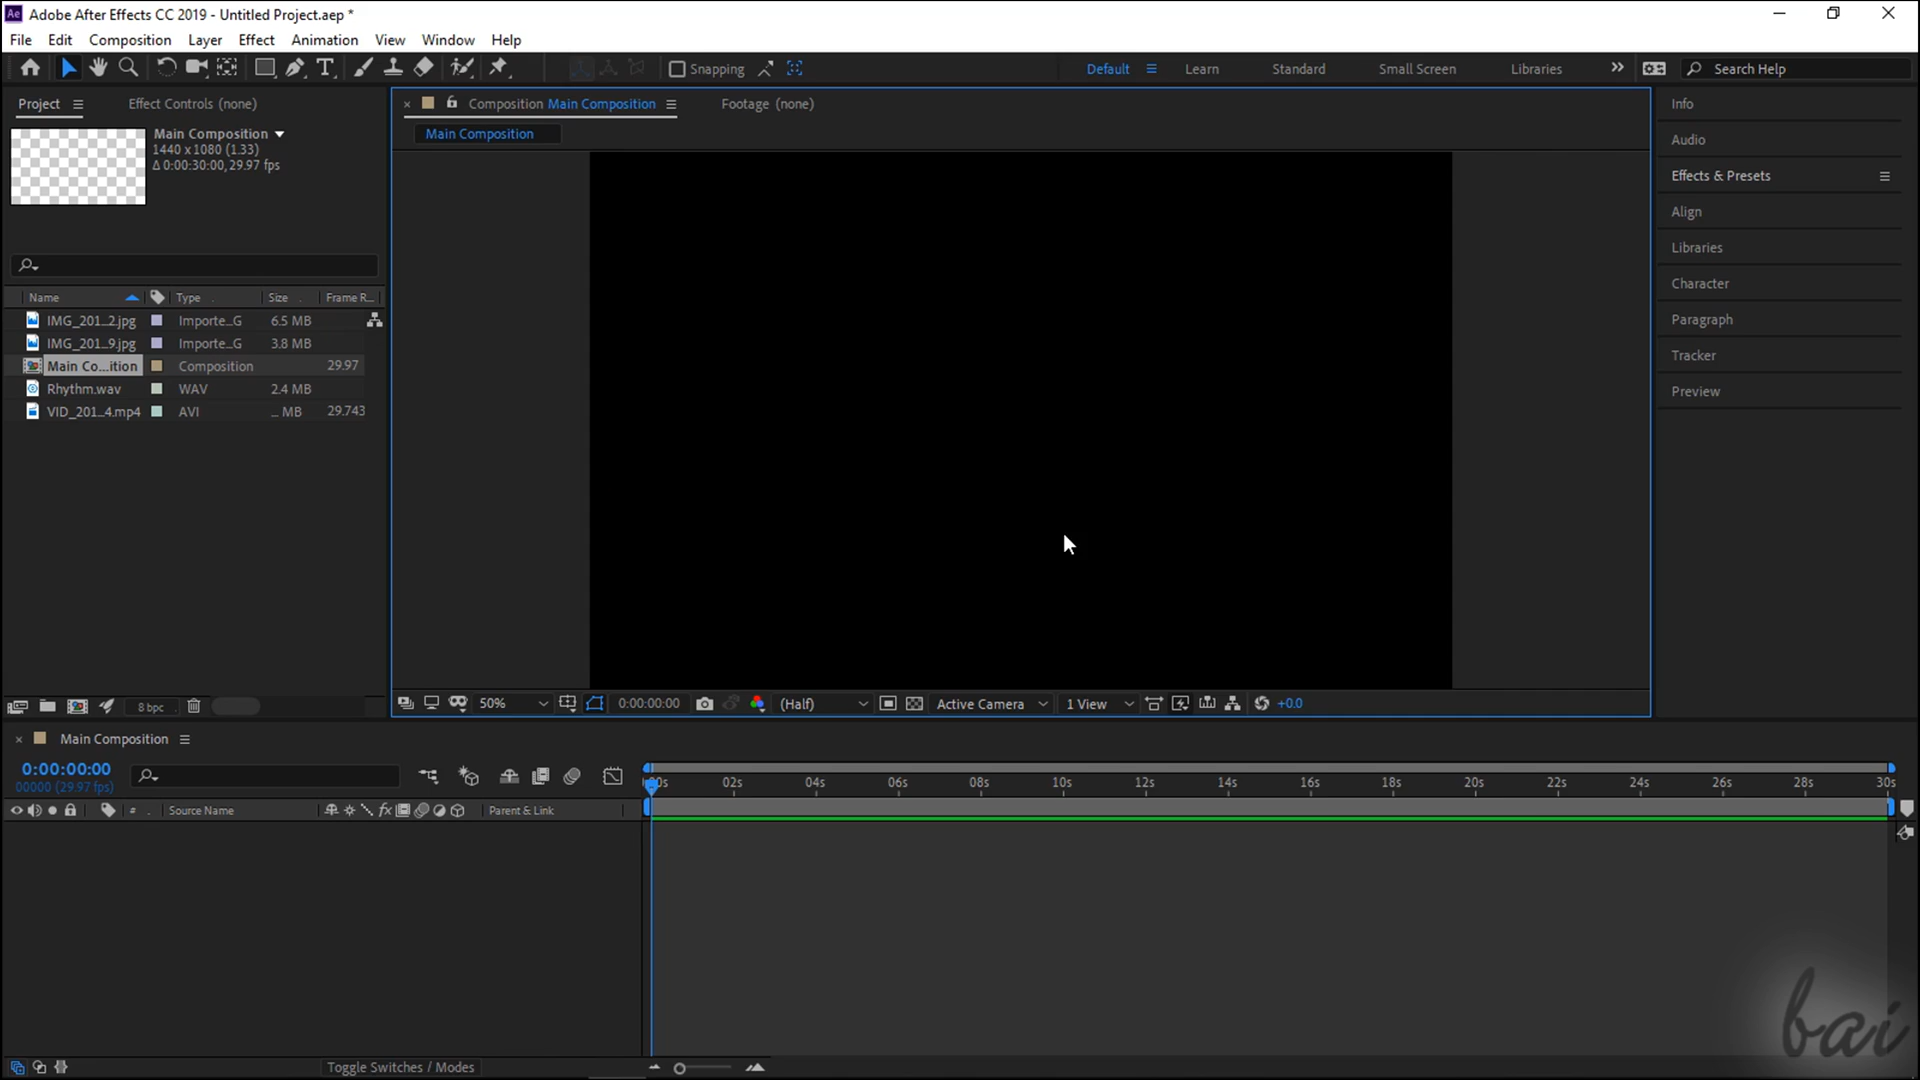 Ae Adobe After Effects CC 2019 - Untitled Project.aep *
File Edit Composition Layer Effect Animation View Window Help
T Snapping Default Learn Standard Small Screen Libraries Search Help
Project Effect Controls (none) Composition Main Composition Footage (none) Info
Main Composition
1440 x 1080 (1.33)
Δ 0:00:30:00, 29.97 fps
Main Composition
Audio
Effects & Presets
Align
Libraries
Character
Paragraph
Tracker
Preview
Name Type Size Frame R...
IMG_201...2.jpg Importe...G 6.5 MB
IMG_201...9.jpg Importe...G 3.8 MB
Main Co...ition Composition 29.97
Rhythm.wav WAV 2.4 MB
VID_201...4.mp4 AVI ... MB 29.743
8 bpc 50% 0:00:00:00 (Half) Active Camera 1 View +0.0
Main Composition
0:00:00:00
00000 (29.97 fps)
02s 04s 06s 08s 10s 12s 14s 16s 18s 20s 22s 24s 26s 28s 30s
# Source Name fx Parent & Link
Toggle Switches / Modes
bai